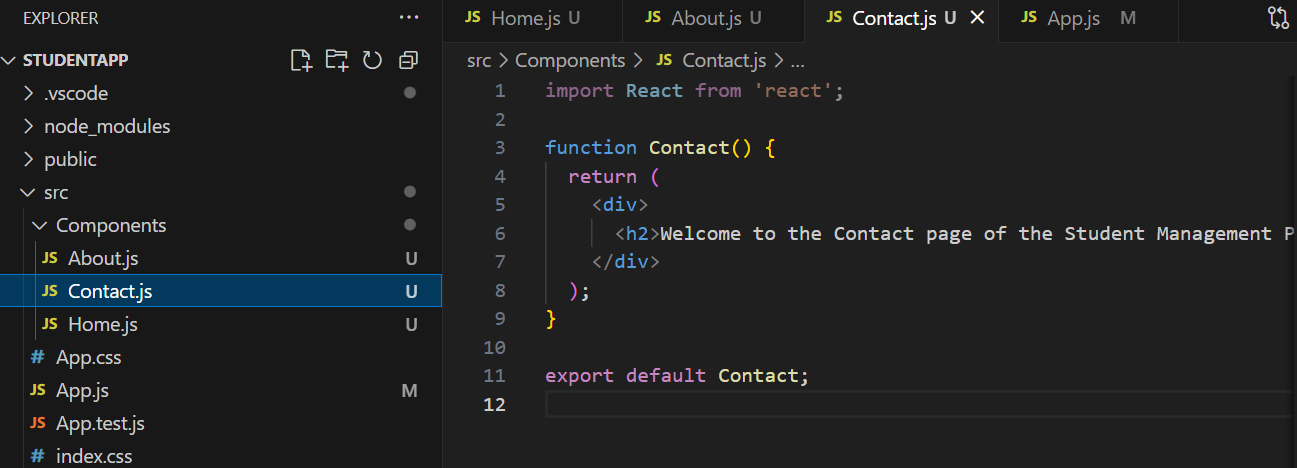 EXPLORER
STUDENTAPP
.vscode
node_modules
public
src
Components
JS About.js U
JS Contact.js U
JS Home.js U
# App.css
JS App.js M
JS App.test.js
# index.css
JS Home.js U JS About.js U JS Contact.js U JS App.js M
src > Components > JS Contact.js > ...
1 import React from 'react';
2
3 function Contact() {
4 return (
5 <div>
6 <h2>Welcome to the Contact page of the Student Management P
7 </div>
8 );
9 }
10
11 export default Contact;
12